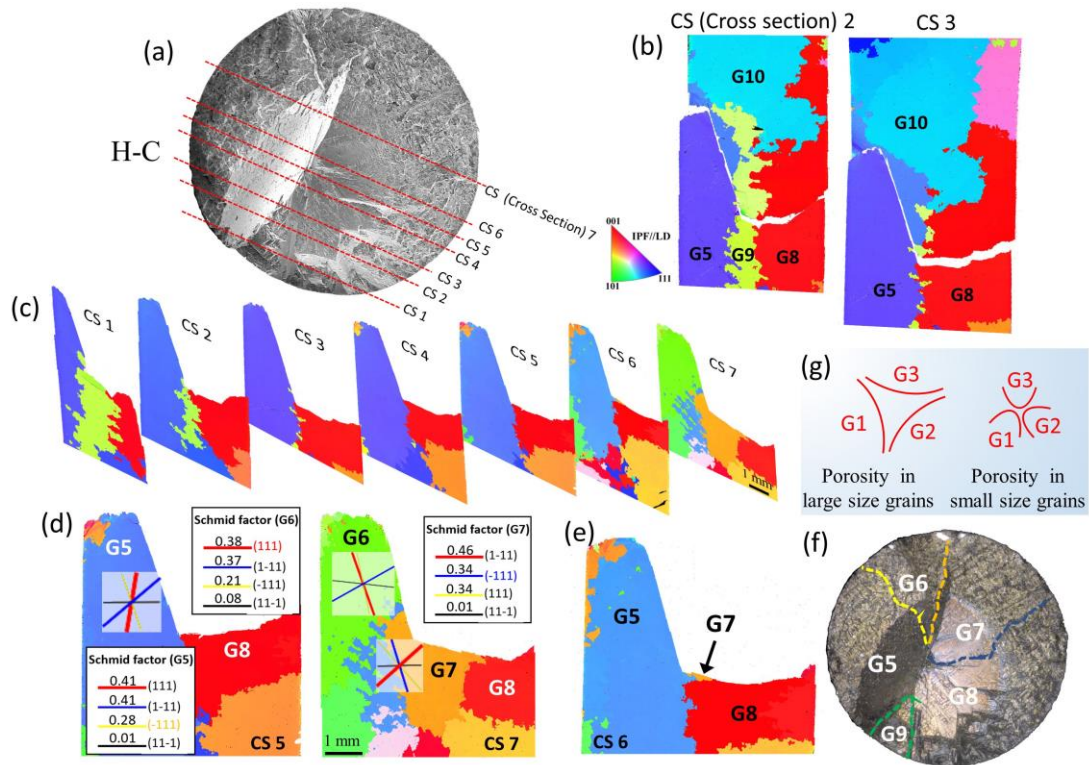 (a)
H-C
CS (Cross Section) 7
CS 6
CS 5
CS 4
CS 3
CS 2
CS 1
(b)
CS (Cross section) 2
CS 3
G10
G5
G9
G8
G10
G5
G8
001
IPF//LD
101
111
(c)
CS 1
CS 2
CS 3
CS 4
CS 5
CS 6
CS 7
1 mm
(g)
G3
G1
G2
G3
G1
G2
Porosity in
large size grains
Porosity in
small size grains
(d)
G5
Schmid factor (G6)
0.38 (111)
0.37 (1-11)
0.21 (-111)
0.08 (11-1)
G8
Schmid factor (G5)
0.41 (111)
0.41 (1-11)
0.28 (-111)
0.01 (11-1)
CS 5
G6
Schmid factor (G7)
0.46 (1-11)
0.34 (-111)
0.34 (111)
0.01 (11-1)
G7
G8
1 mm
CS 7
(e)
G5
G7
G8
CS 6
(f)
G6
G7
G5
G8
G9